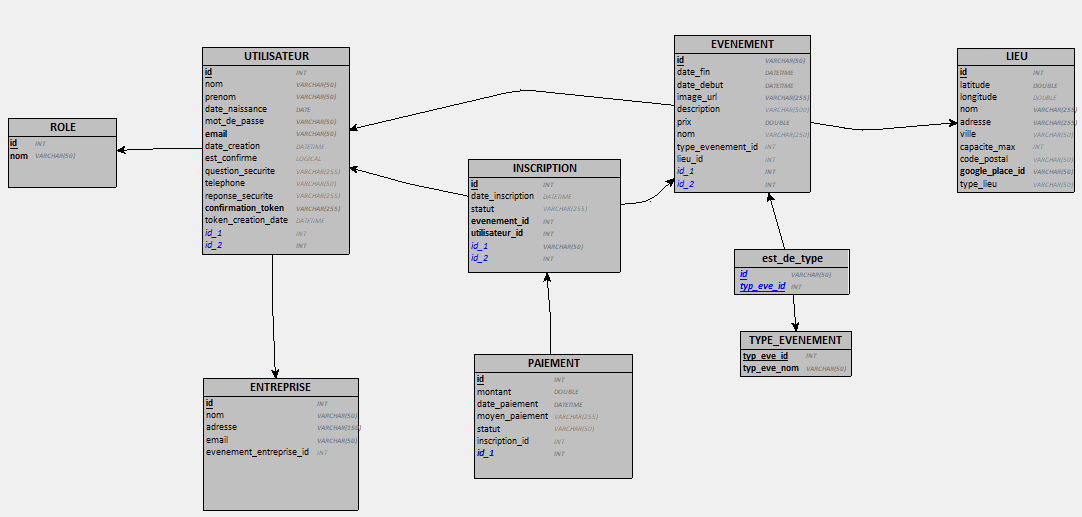 ROLE
id INT
nom VARCHAR(50)
UTILISATEUR
id INT
nom VARCHAR(50)
prenom VARCHAR(50)
date_naissance DATE
mot_de_passe VARCHAR(50)
email VARCHAR(50)
date_creation DATETIME
est_confirme LOGICAL
question_securite VARCHAR(255)
telephone VARCHAR(50)
reponse_securite VARCHAR(255)
confirmation_token VARCHAR(255)
token_creation_date DATETIME
id_1 INT
id_2 INT
ENTREPRISE
id INT
nom VARCHAR(50)
adresse VARCHAR(150)
email VARCHAR(50)
evenement_entreprise_id INT
INSCRIPTION
id INT
date_inscription DATETIME
statut VARCHAR(255)
evenement_id INT
utilisateur_id INT
id_1 VARCHAR(50)
id_2 INT
PAIEMENT
id INT
montant DOUBLE
date_paiement DATETIME
moyen_paiement VARCHAR(255)
statut VARCHAR(50)
inscription_id INT
id_1 INT
EVENEMENT
id VARCHAR(50)
date_fin DATETIME
date_debut DATETIME
image_url VARCHAR(255)
description VARCHAR(500)
prix DOUBLE
nom VARCHAR(250)
type_evenement_id INT
lieu_id INT
id_1 INT
id_2 INT
est_de_type
id VARCHAR(50)
typ_eve_id INT
TYPE_EVENEMENT
typ_eve_id INT
typ_eve_nom VARCHAR(50)
LIEU
id INT
latitude DOUBLE
longitude DOUBLE
nom VARCHAR(255)
adresse VARCHAR(255)
ville VARCHAR(50)
capacite_max INT
code_postal VARCHAR(50)
google_place_id VARCHAR(50)
type_lieu VARCHAR(50)